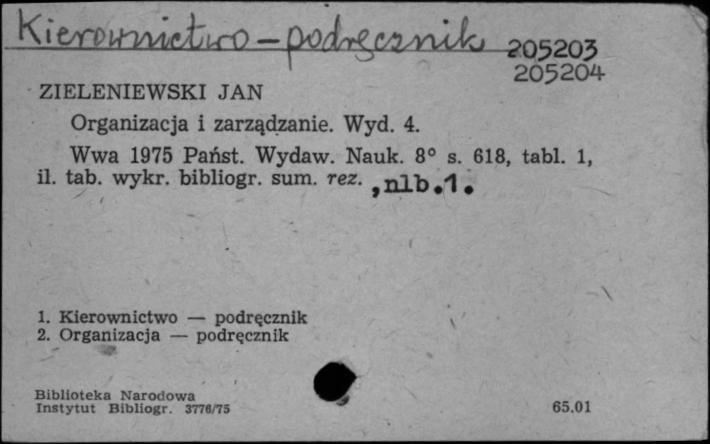 Kierownictwo – podręcznik 205203
205204
ZIELENIEWSKI JAN
Organizacja i zarządzanie. Wyd. 4.
Wwa 1975 Państ. Wydaw. Nauk. 8° s. 618, tabl. 1,
il. tab. wykr. bibliogr. sum. rez. , nlb.1.
1. Kierownictwo — podręcznik
2. Organizacja — podręcznik
Biblioteka Narodowa
Instytut Bibliogr. 3776/75 65.01